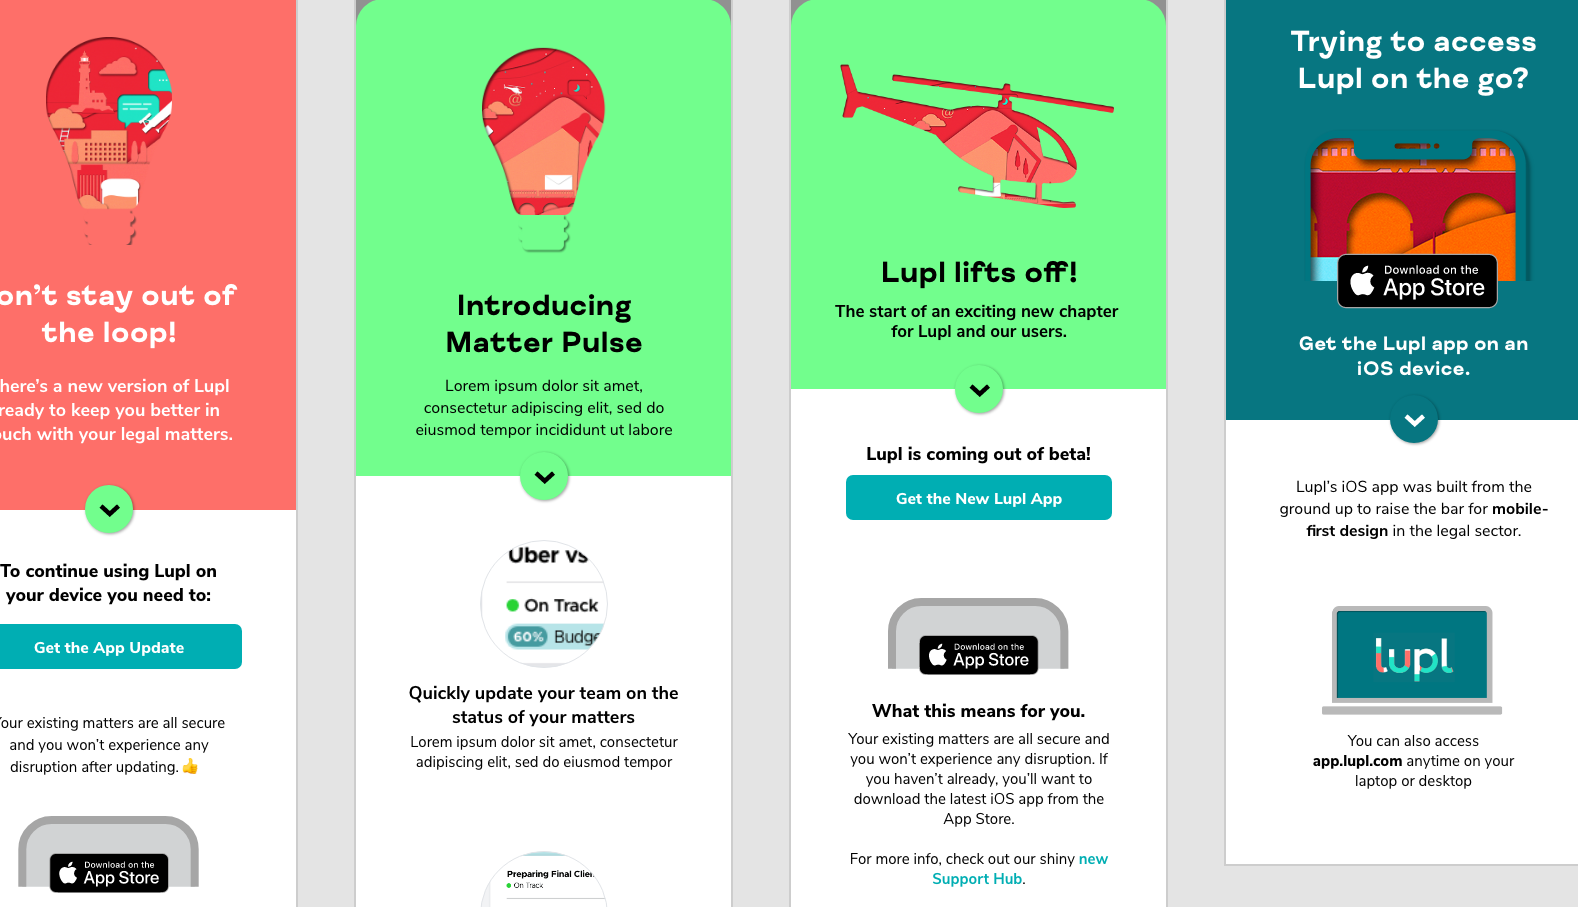 on't stay out of
the loop!
here's a new version of Lupl
ready to keep you better in
ouch with your legal matters.
To continue using Lupl on
your device you need to:
Get the App Update
Your existing matters are all secure
and you won't experience any
disruption after updating. 👍
Download on the
App Store
Introducing
Matter Pulse
Lorem ipsum dolor sit amet,
consectetur adipiscing elit, sed do
eiusmod tempor incididunt ut labore
Uber vs
On Track
60% Budge
Quickly update your team on the
status of your matters
Lorem ipsum dolor sit amet, consectetur
adipiscing elit, sed do eiusmod tempor
Preparing Final Clien
On Track
Lupl lifts off!
The start of an exciting new chapter
for Lupl and our users.
Lupl is coming out of beta!
Get the New Lupl App
Download on the
App Store
What this means for you.
Your existing matters are all secure and
you won't experience any disruption. If
you haven't already, you'll want to
download the latest iOS app from the
App Store.
For more info, check out our shiny new
Support Hub.
Trying to access
Lupl on the go?
Download on the
App Store
Get the Lupl app on an
iOS device.
Lupl's iOS app was built from the
ground up to raise the bar for mobile-
first design in the legal sector.
lupl
You can also access
app.lupl.com anytime on your
laptop or desktop